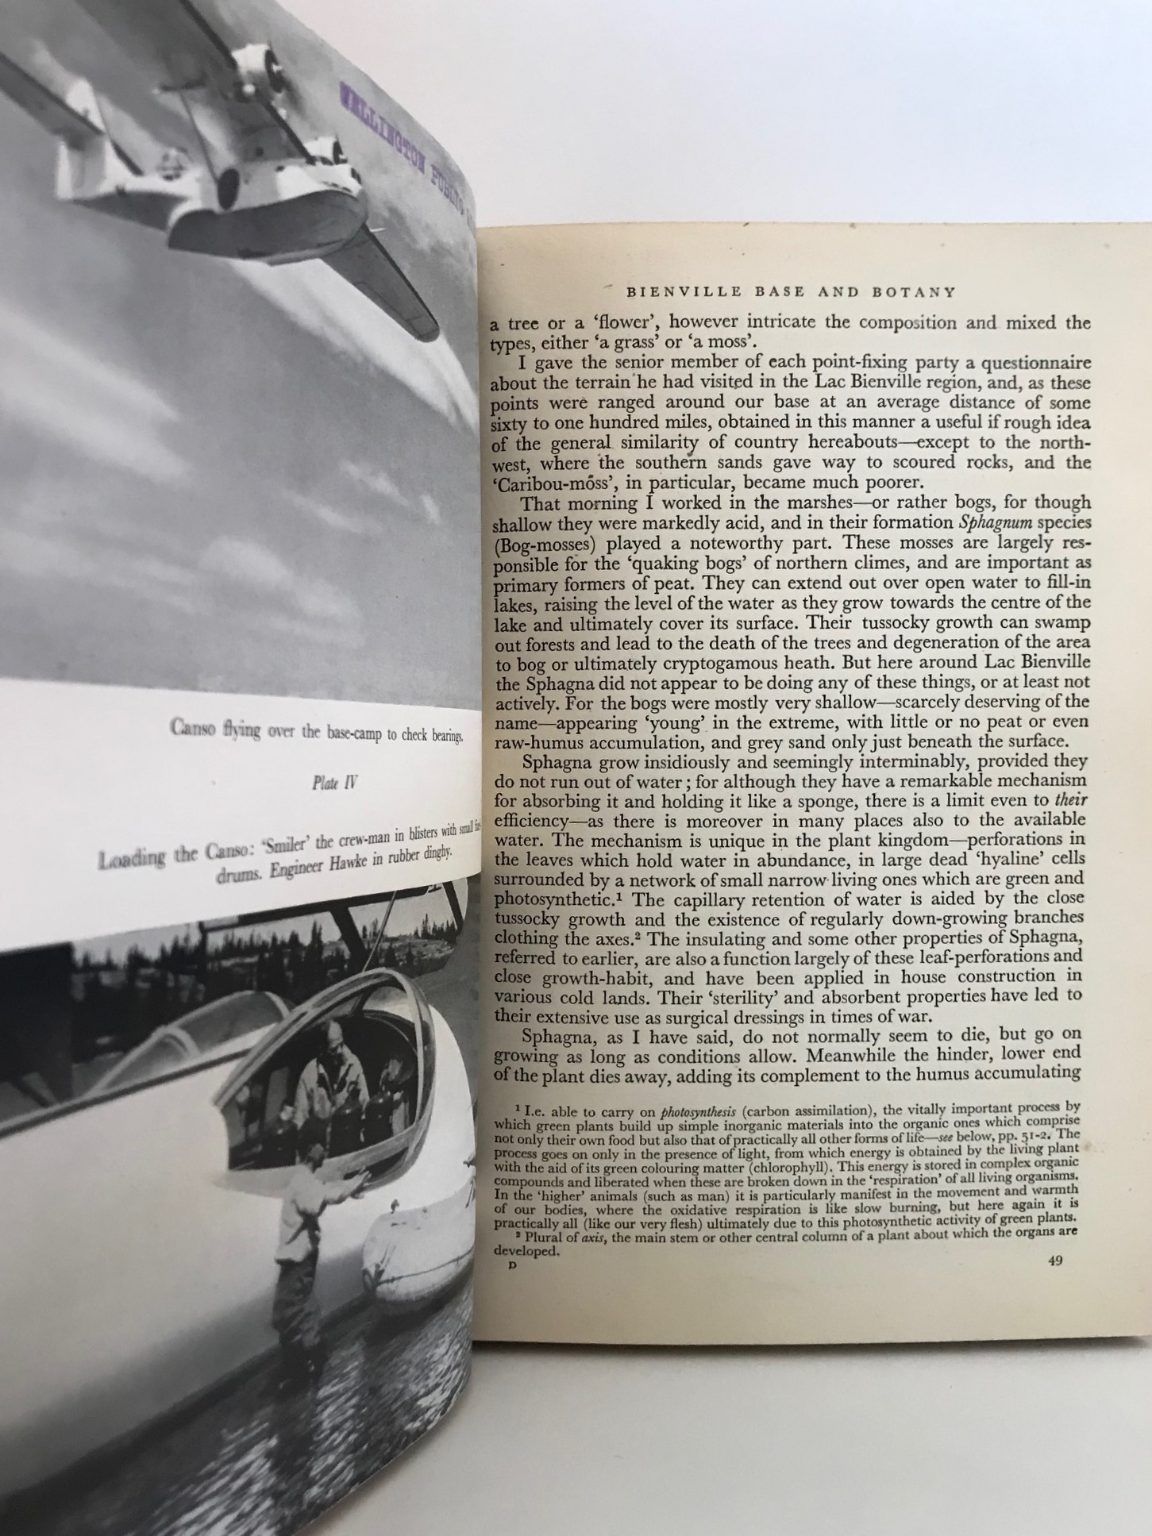 WELLINGTON PUBLIC
Canso flying over the base-camp to check bearings.
Plate IV
Loading the Canso: 'Smiler' the crew-man in blisters with small
drums. Engineer Hawke in rubber dinghy.
BIENVILLE BASE AND BOTANY
a tree or a 'flower', however intricate the composition and mixed the
types, either 'a grass' or 'a moss'.
I gave the senior member of each point-fixing party a questionnaire
about the terrain he had visited in the Lac Bienville region, and, as these
points were ranged around our base at an average distance of some
sixty to one hundred miles, obtained in this manner a useful if rough idea
of the general similarity of country hereabouts—except to the north-
west, where the southern sands gave way to scoured rocks, and the
'Caribou-moss', in particular, became much poorer.
That morning I worked in the marshes—or rather bogs, for though
shallow they were markedly acid, and in their formation Sphagnum species
(Bog-mosses) played a noteworthy part. These mosses are largely res-
ponsible for the 'quaking bogs' of northern climes, and are important as
primary formers of peat. They can extend out over open water to fill-in
lakes, raising the level of the water as they grow towards the centre of the
lake and ultimately cover its surface. Their tussocky growth can swamp
out forests and lead to the death of the trees and degeneration of the area
to bog or ultimately cryptogamous heath. But here around Lac Bienville
the Sphagna did not appear to be doing any of these things, or at least not
actively. For the bogs were mostly very shallow—scarcely deserving of the
name—appearing 'young' in the extreme, with little or no peat or even
raw-humus accumulation, and grey sand only just beneath the surface.
Sphagna grow insidiously and seemingly interminably, provided they
do not run out of water; for although they have a remarkable mechanism
for absorbing it and holding it like a sponge, there is a limit even to their
efficiency—as there is moreover in many places also to the available
water. The mechanism is unique in the plant kingdom—perforations in
the leaves which hold water in abundance, in large dead 'hyaline' cells
surrounded by a network of small narrow living ones which are green and
photosynthetic.¹ The capillary retention of water is aided by the close
tussocky growth and the existence of regularly down-growing branches
clothing the axes.² The insulating and some other properties of Sphagna,
referred to earlier, are also a function largely of these leaf-perforations and
close growth-habit, and have been applied in house construction in
various cold lands. Their 'sterility' and absorbent properties have led to
their extensive use as surgical dressings in times of war.
Sphagna, as I have said, do not normally seem to die, but go on
growing as long as conditions allow. Meanwhile the hinder, lower end
of the plant dies away, adding its complement to the humus accumulating
¹ I.e. able to carry on photosynthesis (carbon assimilation), the vitally important process by
which green plants build up simple inorganic materials into the organic ones which comprise
not only their own food but also that of practically all other forms of life—see below, pp. 51-2. The
process goes on only in the presence of light, from which energy is obtained by the living plant
with the aid of its green colouring matter (chlorophyll). This energy is stored in complex organic
compounds and liberated when these are broken down in the 'respiration' of all living organisms.
In the 'higher' animals (such as man) it is particularly manifest in the movement and warmth
of our bodies, where the oxidative respiration is like slow burning, but here again it is
practically all (like our very flesh) ultimately due to this photosynthetic activity of green plants.
² Plural of axis, the main stem or other central column of a plant about which the organs are
developed.
D
49